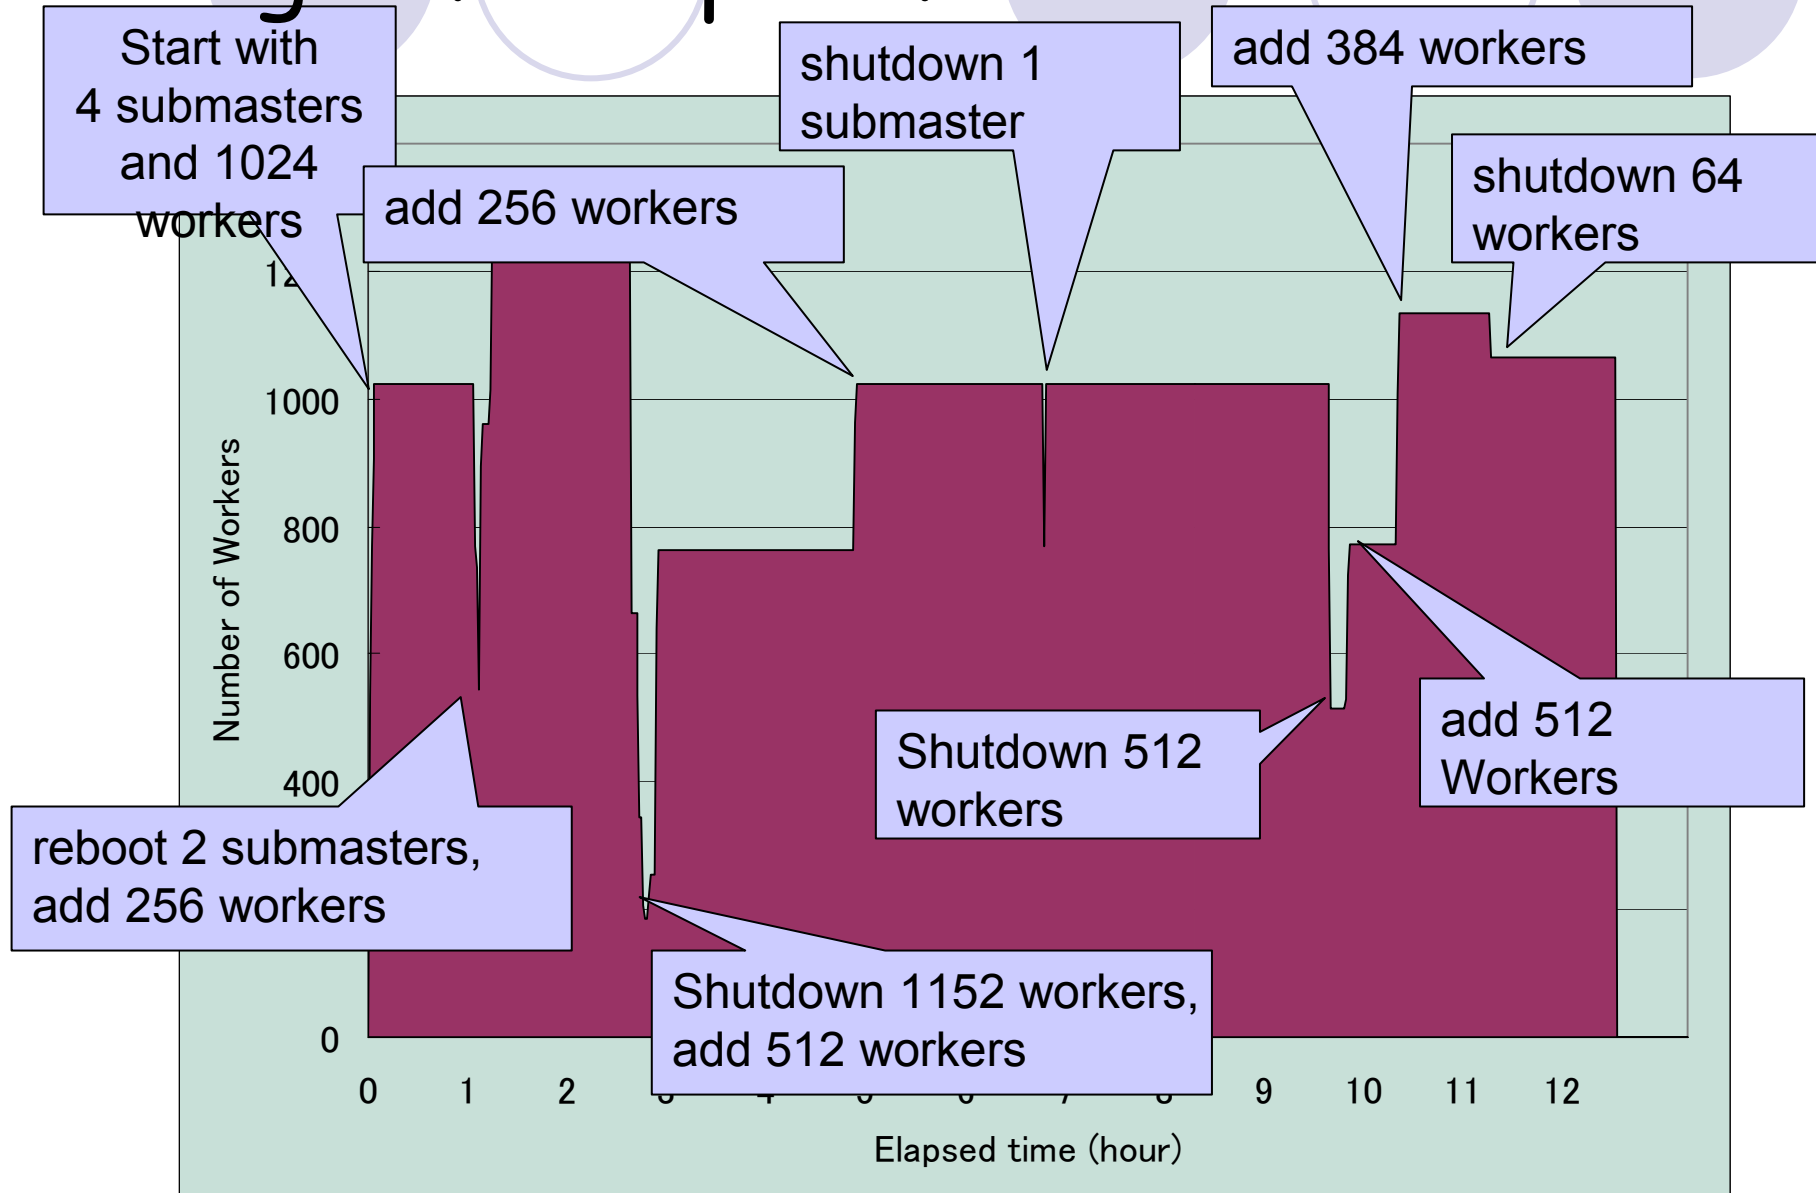 Start with
4 submasters
and 1024
workers
shutdown 1
submaster
add 384 workers
shutdown 64
workers
add 256 workers
1000
800
600
400
0
Number of Workers
Shutdown 512
workers
add 512
Workers
reboot 2 submasters,
add 256 workers
Shutdown 1152 workers,
add 512 workers
0 1 2 9 10 11 12
Elapsed time (hour)